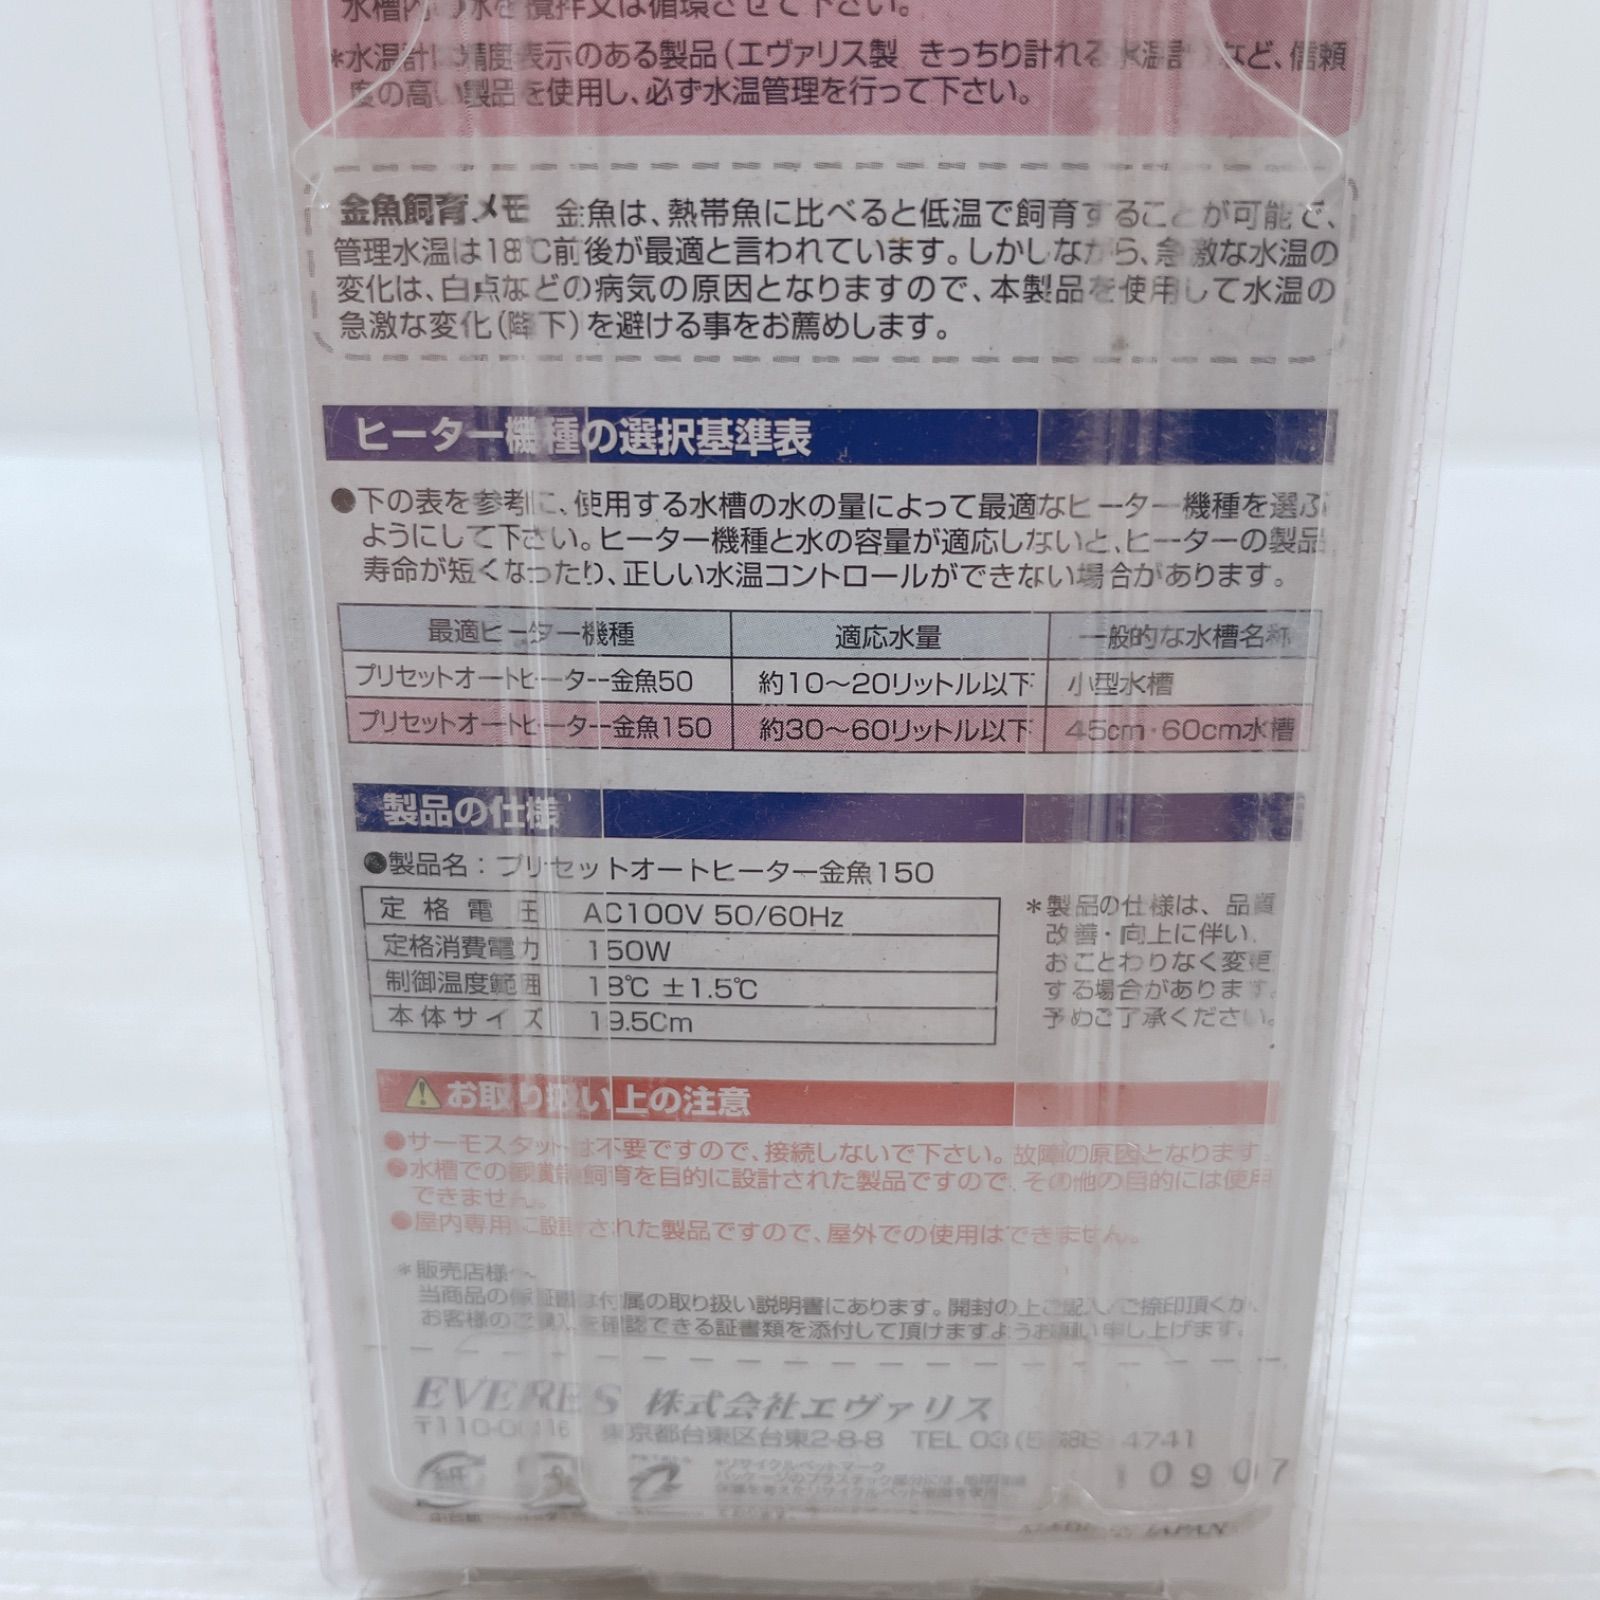 水槽内の水を攪拌又は循環させて下さい。
*水温計は精度表示のある製品(エヴァリス製 きっちり計れる水温計)など、信頼
度の高い製品を使用し、必ず水温管理を行って下さい。
金魚飼育メモ 金魚は、熱帯魚に比べると低温で飼育することが可能で、
管理水温は18℃前後が最適と言われています。しかしながら、急激な水温の
変化は、白点などの病気の原因となりますので、本製品を使用して水温の
急激な変化(降下)を避ける事をお薦めします。
ヒーター機種の選択基準表
●下の表を参考に、使用する水槽の水の量によって最適なヒーター機種を選ぶ
ようにして下さい。ヒーター機種と水の容量が適応しないと、ヒーターの製品
寿命が短くなったり、正しい水温コントロールができない場合があります。
最適ヒーター機種 適応水量 一般的な水槽名称
プリセットオートヒーター金魚50 約10〜20リットル以下 小型水槽
プリセットオートヒーター金魚150 約30〜60リットル以下 45cm・60cm水槽
製品の仕様
●製品名:プリセットオートヒーター金魚150
定格電圧 AC100V 50/60Hz
定格消費電力 150W
制御温度範囲 18℃ ±1.5℃
本体サイズ 19.5Cm
*製品の仕様は、品質
改善・向上に伴い、
おことわりなく変更
する場合があります。
予めご了承ください。
⚠お取り扱い上の注意
●サーモスタットは不要ですので、接続しないで下さい。故障の原因となります。
●水槽での観賞魚飼育を目的に設計された製品ですので、その他の目的には使用
できません。
●屋内専用に設計された製品ですので、屋外での使用はできません。
*販売店様へ
当商品の保証書は付属の取り扱い説明書にあります。開封の上ご記入/ご捺印頂くか、
お客様のご購入を確認できる証書類を添付して頂けますようお願い申し上げます。
EVERES 株式会社エヴァリス
〒110-0016 東京都台東区台東2-8-8 TEL 03 4741
紙
リサイクルペットマーク
10907
JAPAN